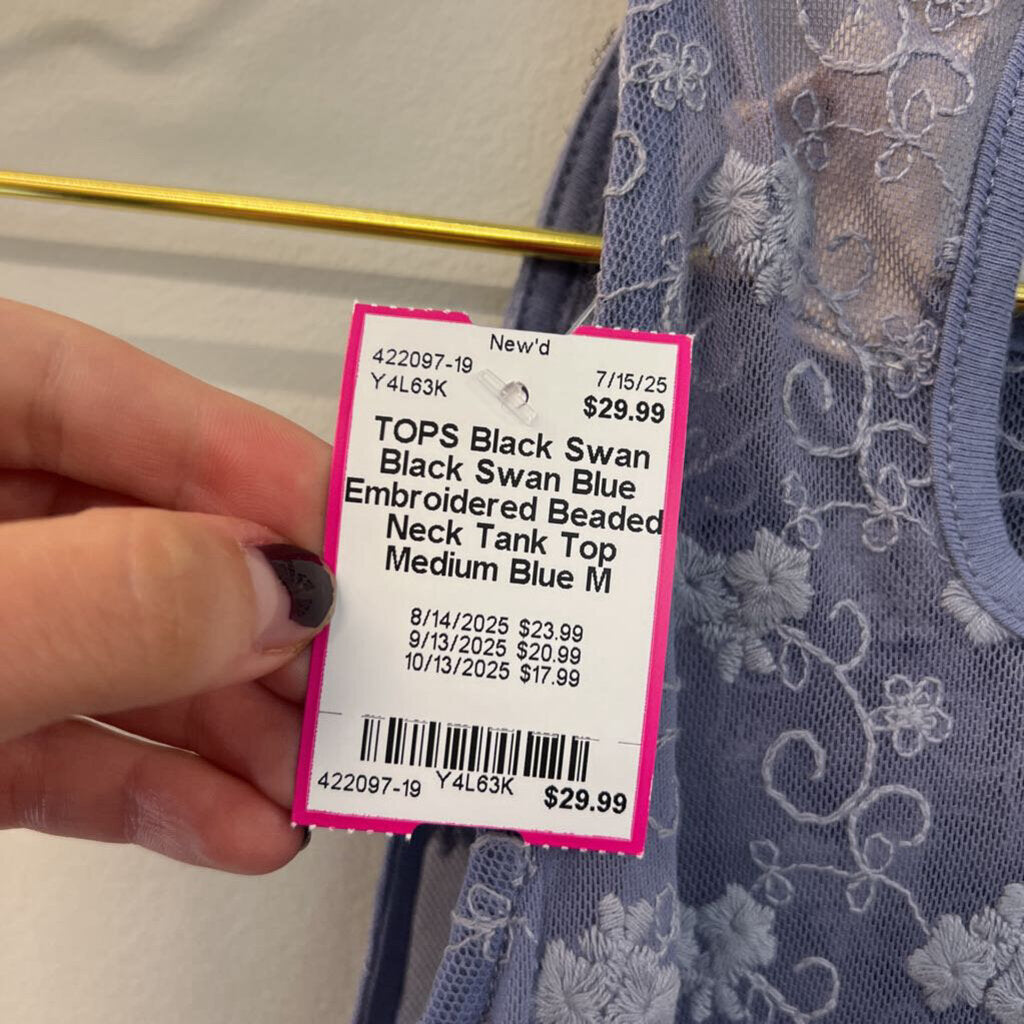 New'd
422097-19
7/15/25
Y4L63K
$29.99
TOPS Black Swan
Black Swan Blue
Embroidered Beaded
Neck Tank Top
Medium Blue M
8/14/2025 $23.99
9/13/2025 $20.99
10/13/2025 $17.99
422097-19 Y4L63K $29.99